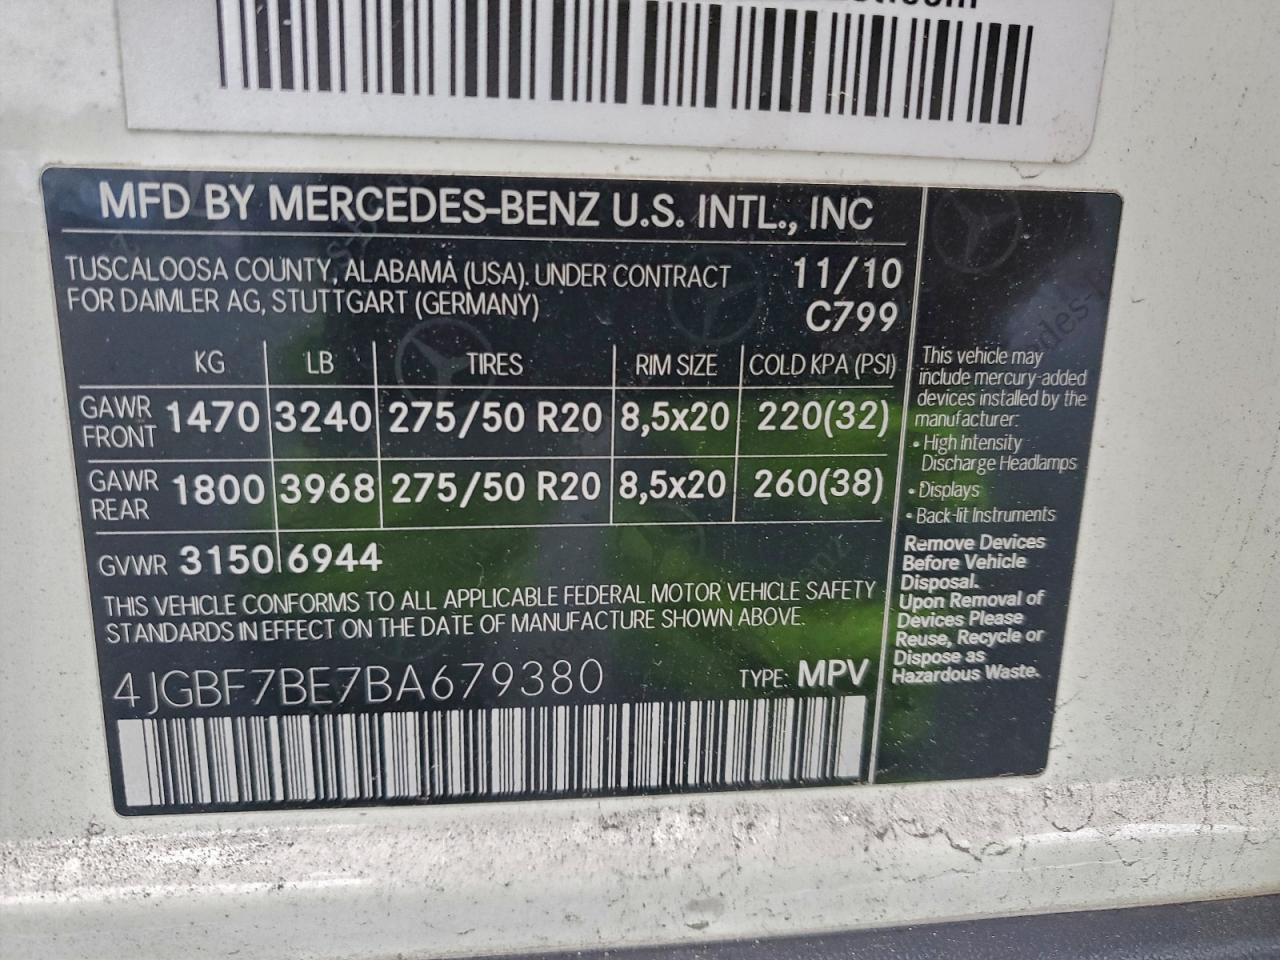 MFD BY MERCEDES-BENZ U.S. INTL., INC
TUSCALOOSA COUNTY, ALABAMA (USA). UNDER CONTRACT 11/10
FOR DAIMLER AG, STUTTGART (GERMANY) C799
KG LB TIRES RIM SIZE COLD KPA (PSI)
GAWR FRONT 1470 3240 275/50 R20 8,5x20 220(32)
GAWR REAR 1800 3968 275/50 R20 8,5x20 260(38)
GVWR 3150 6944
THIS VEHICLE CONFORMS TO ALL APPLICABLE FEDERAL MOTOR VEHICLE SAFETY
STANDARDS IN EFFECT ON THE DATE OF MANUFACTURE SHOWN ABOVE.
4JGBF7BE7BA679380 TYPE: MPV
This vehicle may
include mercury-added
devices installed by the
manufacturer:
• High Intensity
Discharge Headlamps
• Displays
• Back-lit Instruments
Remove Devices
Before Vehicle
Disposal.
Upon Removal of
Devices Please
Reuse, Recycle or
Dispose as
Hazardous Waste.